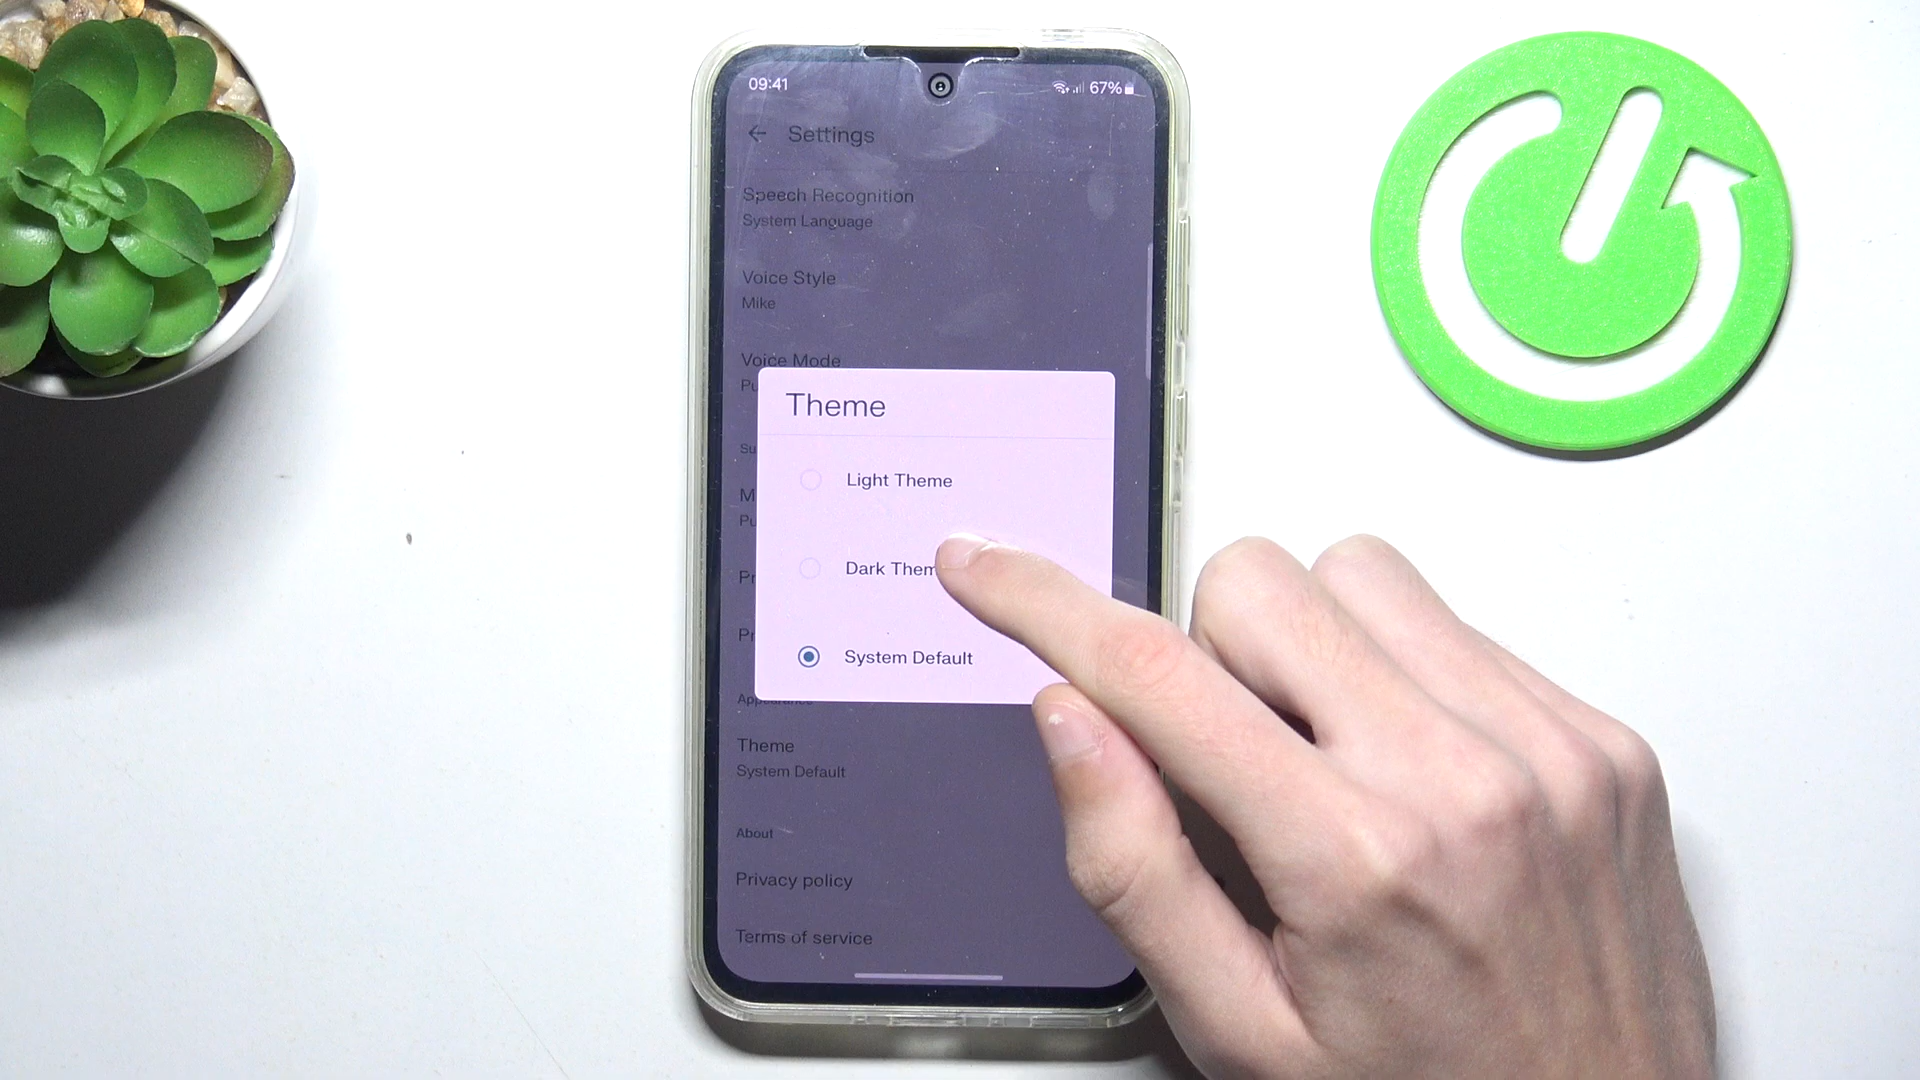 09:41
67%
Settings
Speech Recognition
System Language
Voice Style
Mike
Voice Mode
Theme
Light Theme
Dark Them
System Default
Appearance
Theme
System Default
About
Privacy policy
Terms of service